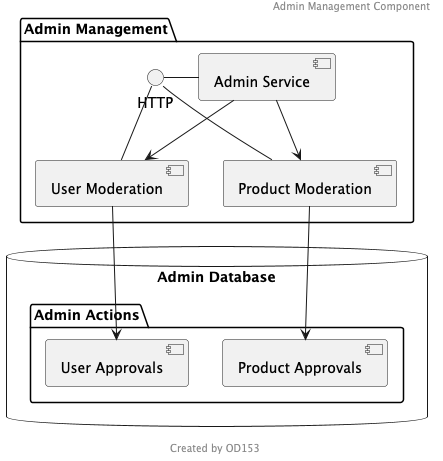 Admin Management Component
Admin Management
Admin Service
HTTP
User Moderation
Product Moderation
Admin Database
Admin Actions
User Approvals
Product Approvals
Created by OD153